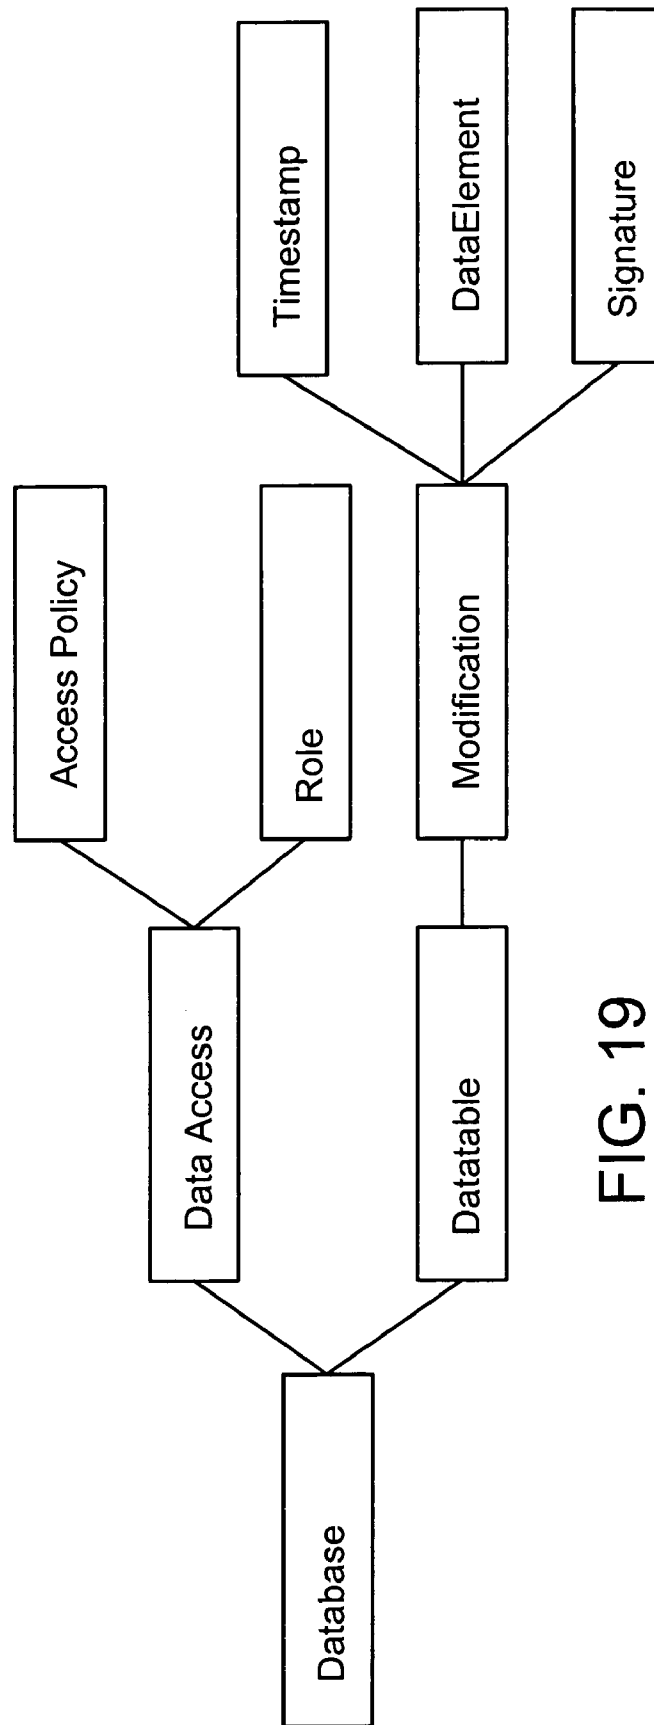 Database
Data Access
Datatable
Access Policy
Role
Modification
Timestamp
DataElement
Signature
FIG. 19